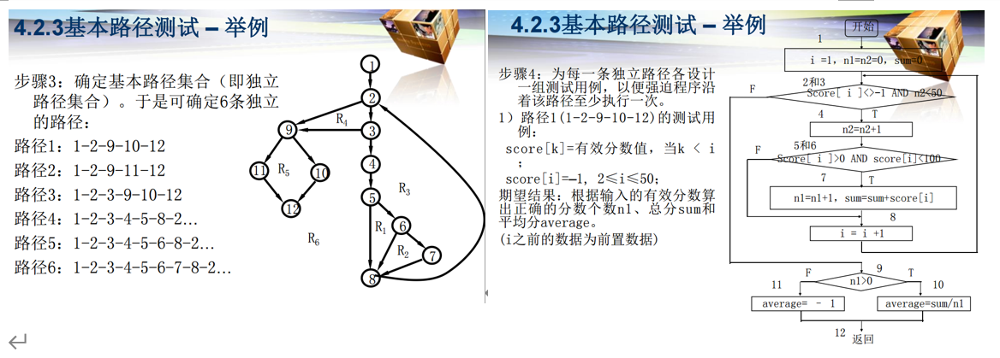 4.2.3基本路径测试 – 举例
步骤3：确定基本路径集合（即独立
路径集合）。于是可确定6条独立
的路径：
路径1：1-2-9-10-12
路径2：1-2-9-11-12
路径3：1-2-3-9-10-12
路径4：1-2-3-4-5-8-2…
路径5：1-2-3-4-5-6-8-2…
路径6：1-2-3-4-5-6-7-8-2…
1
2
R4
9
3
11
R5
10
4
R3
12
5
R1
6
R6
R2
7
8
4.2.3基本路径测试 – 举例
步骤4：为每一条独立路径各设计
一组测试用例，以便强迫程序沿
着该路径至少执行一次。
1）路径1(1-2-9-10-12)的测试用
例：
score[k]=有效分数值，当k < i
；
score[i]=–1, 2≤i≤50；
期望结果：根据输入的有效分数算
出正确的分数个数n1、总分sum和
平均分average。
(i之前的数据为前置数据)
开始
1
i =1, n1=n2=0, sum=0
2和3
F
Score[ i ]<>-1 AND n2<50
4
T
n2=n2+1
5和6
F
Score[ i ]>0 AND score[i]<100
7
T
n1=n1+1, sum=sum+score[i]
8
i = i +1
9
F
n1>0
T
11
10
average= – 1
average=sum/n1
12
返回